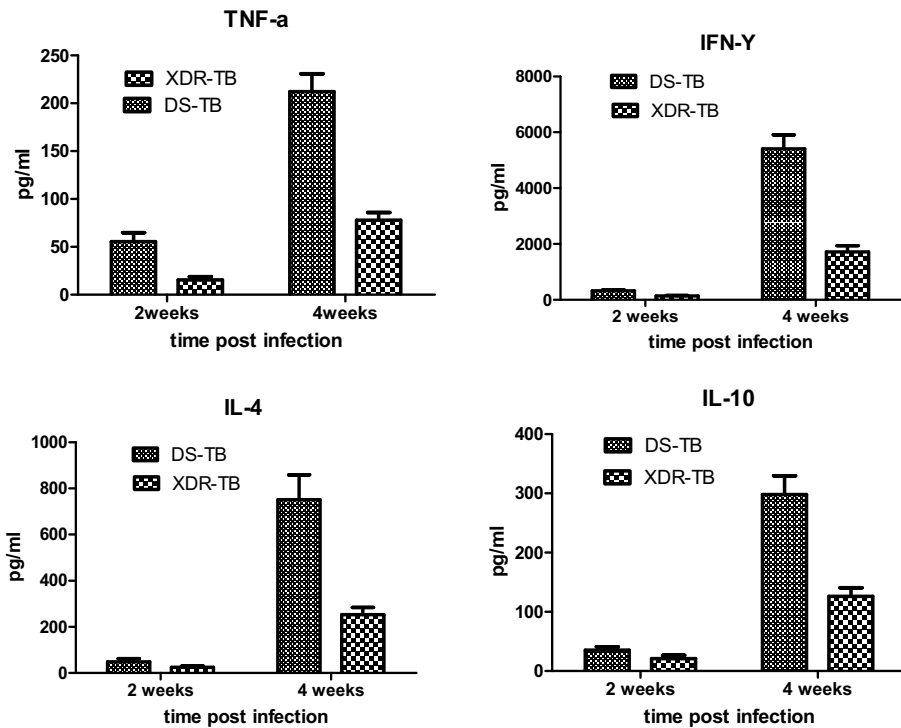 TNF-a
250
200
150
100
50
0
pg/ml
XDR-TB
DS-TB
2weeks 4weeks
time post infection
IFN-Y
8000
6000
4000
2000
0
pg/ml
DS-TB
XDR-TB
2 weeks 4 weeks
time post infection
IL-4
1000
800
600
400
200
0
pg/ml
DS-TB
XDR-TB
2 weeks 4 weeks
time post infection
IL-10
400
300
200
100
0
pg/ml
DS-TB
XDR-TB
2 weeks 4 weeks
time post infection